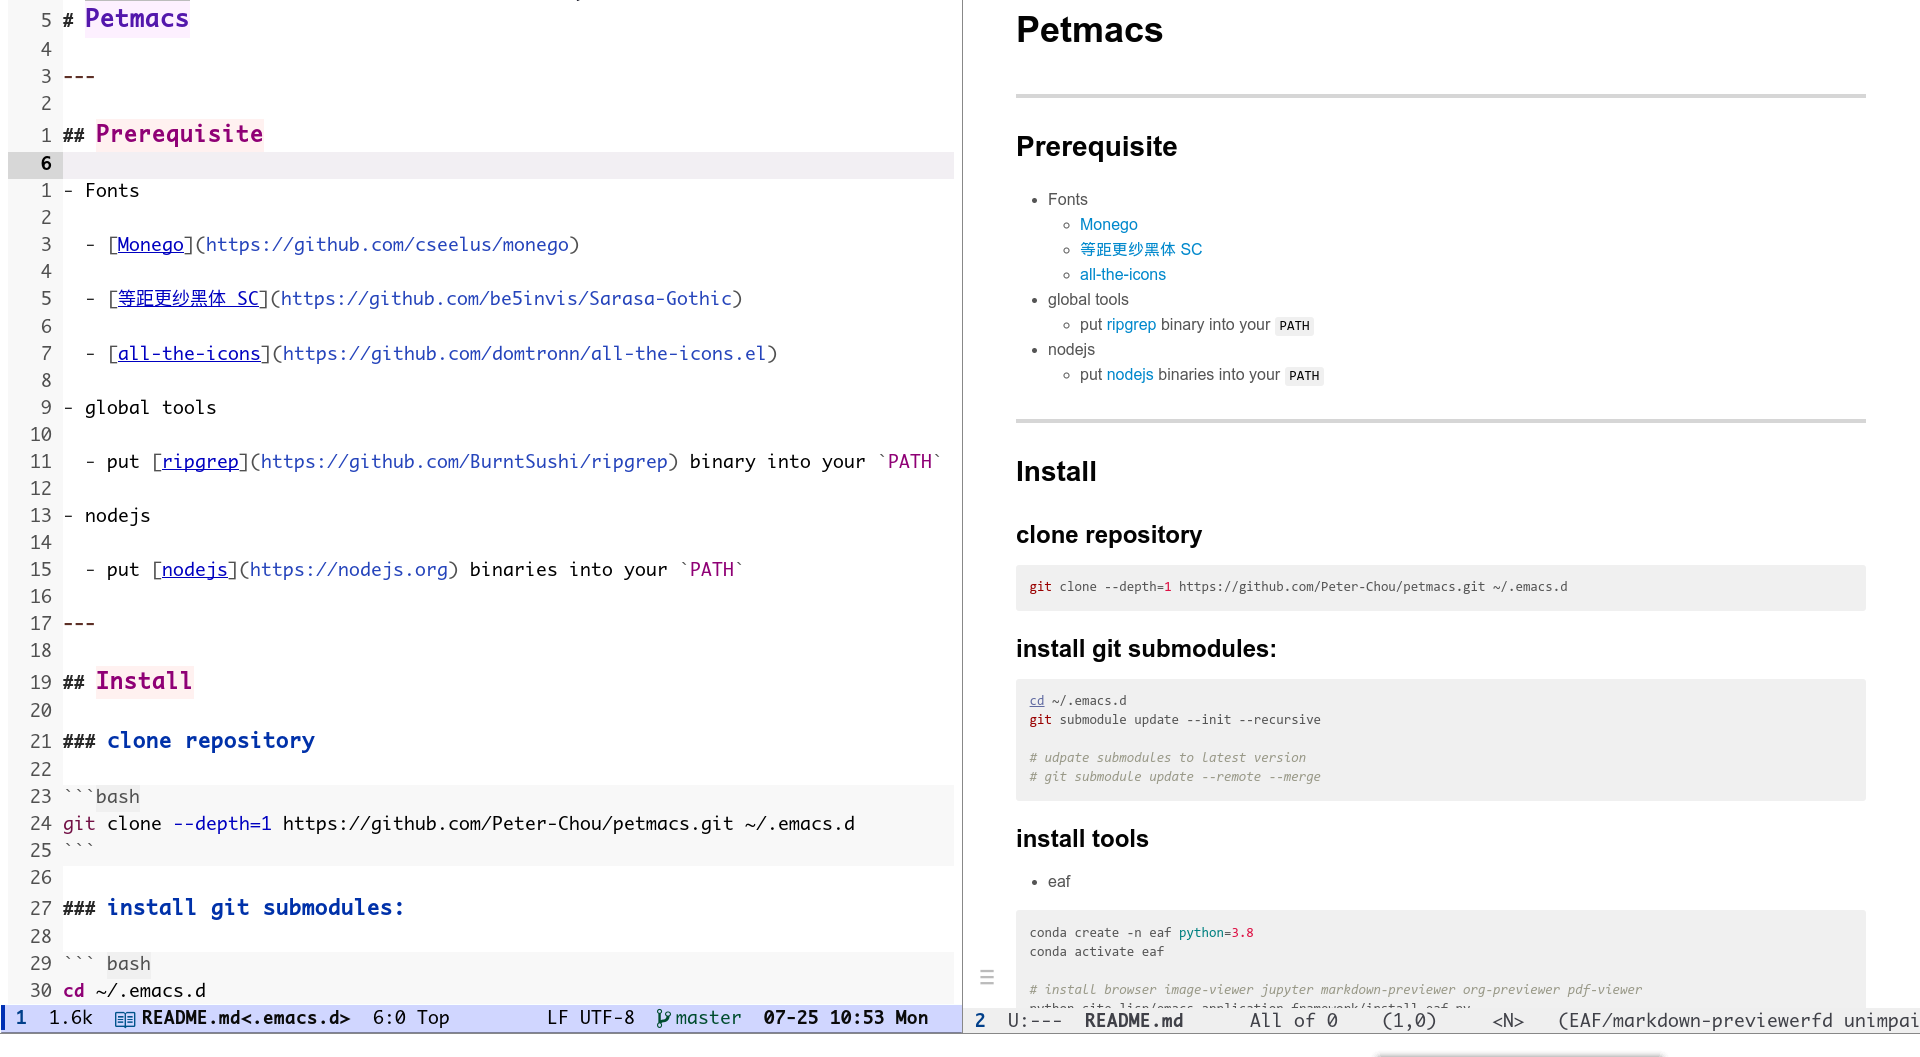 5 # Petmacs
4
3 ---
2
1 ## Prerequisite
6
1 - Fonts
2
3   - [Monego](https://github.com/cseelus/monego)
4
5   - [等距更纱黑体 SC](https://github.com/be5invis/Sarasa-Gothic)
6
7   - [all-the-icons](https://github.com/domtronn/all-the-icons.el)
8
9 - global tools
10
11   - put [ripgrep](https://github.com/BurntSushi/ripgrep) binary into your `PATH`
12
13 - nodejs
14
15   - put [nodejs](https://nodejs.org) binaries into your `PATH`
16
17 ---
18
19 ## Install
20
21 ### clone repository
22
23 ```bash
24 git clone --depth=1 https://github.com/Peter-Chou/petmacs.git ~/.emacs.d
25 ```
26
27 ### install git submodules:
28
29 ``` bash
30 cd ~/.emacs.d
1 1.6k README.md<.emacs.d> 6:0 Top LF UTF-8 master 07-25 10:53 Mon
Petmacs
Prerequisite
• Fonts
◦ Monego
◦ 等距更纱黑体 SC
◦ all-the-icons
• global tools
◦ put ripgrep binary into your PATH
• nodejs
◦ put nodejs binaries into your PATH
Install
clone repository
git clone --depth=1 https://github.com/Peter-Chou/petmacs.git ~/.emacs.d
install git submodules:
cd ~/.emacs.d
git submodule update --init --recursive
# udpate submodules to latest version
# git submodule update --remote --merge
install tools
• eaf
conda create -n eaf python=3.8
conda activate eaf
# install browser image-viewer jupyter markdown-previewer org-previewer pdf-viewer
2 U:--- README.md All of 0 (1,0) <N> (EAF/markdown-previewerfd unimpai